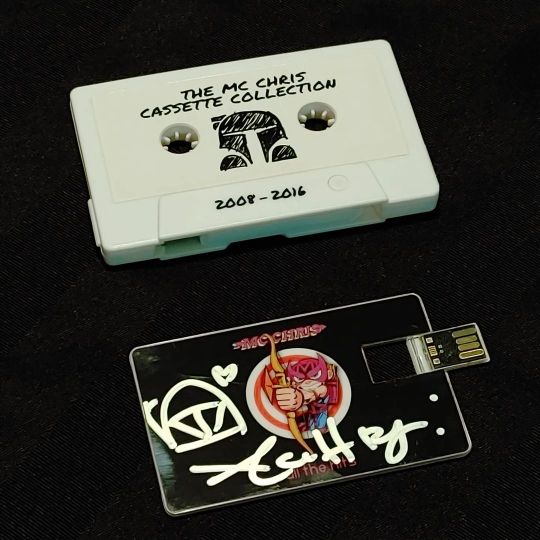 THE MC CHRIS
CASSETTE COLLECTION
2008-2016
MC CHRIS
all the hits